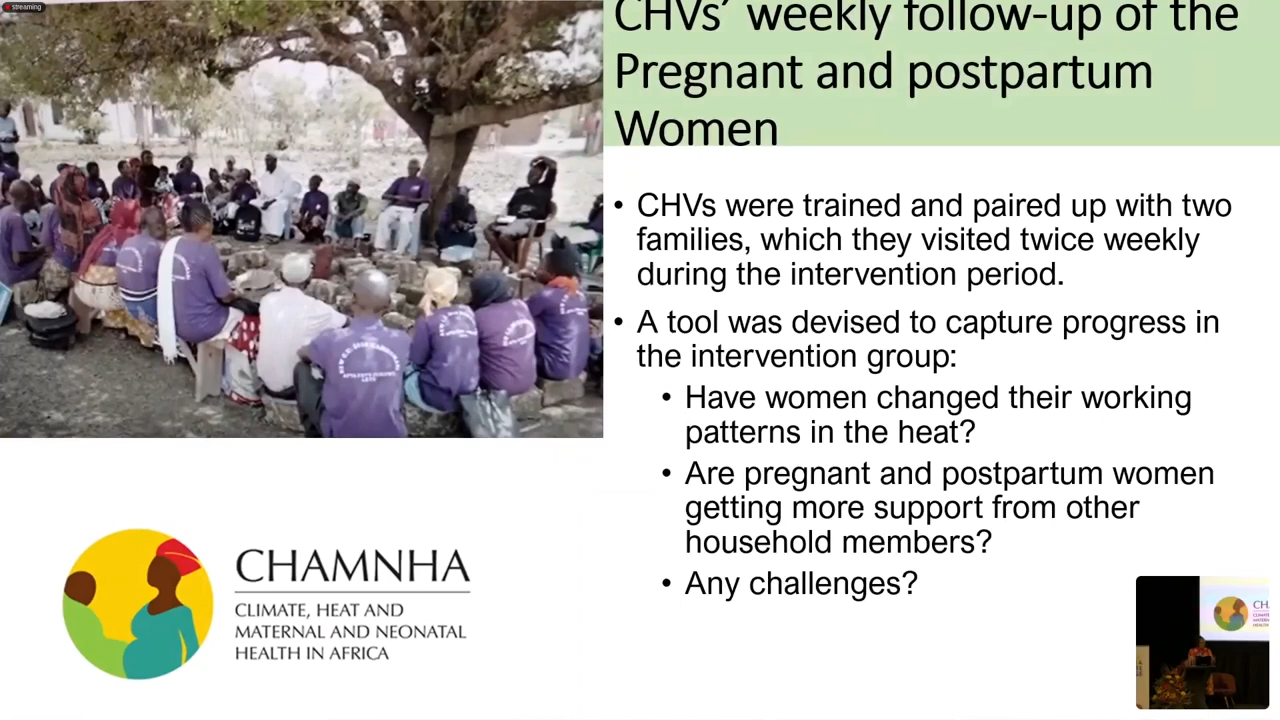 streaming
CHVs' weekly follow-up of the
Pregnant and postpartum
Women
• CHVs were trained and paired up with two
families, which they visited twice weekly
during the intervention period.
• A tool was devised to capture progress in
the intervention group:
• Have women changed their working
patterns in the heat?
• Are pregnant and postpartum women
getting more support from other
household members?
• Any challenges?
CHAMNHA
CLIMATE, HEAT AND
MATERNAL AND NEONATAL
HEALTH IN AFRICA